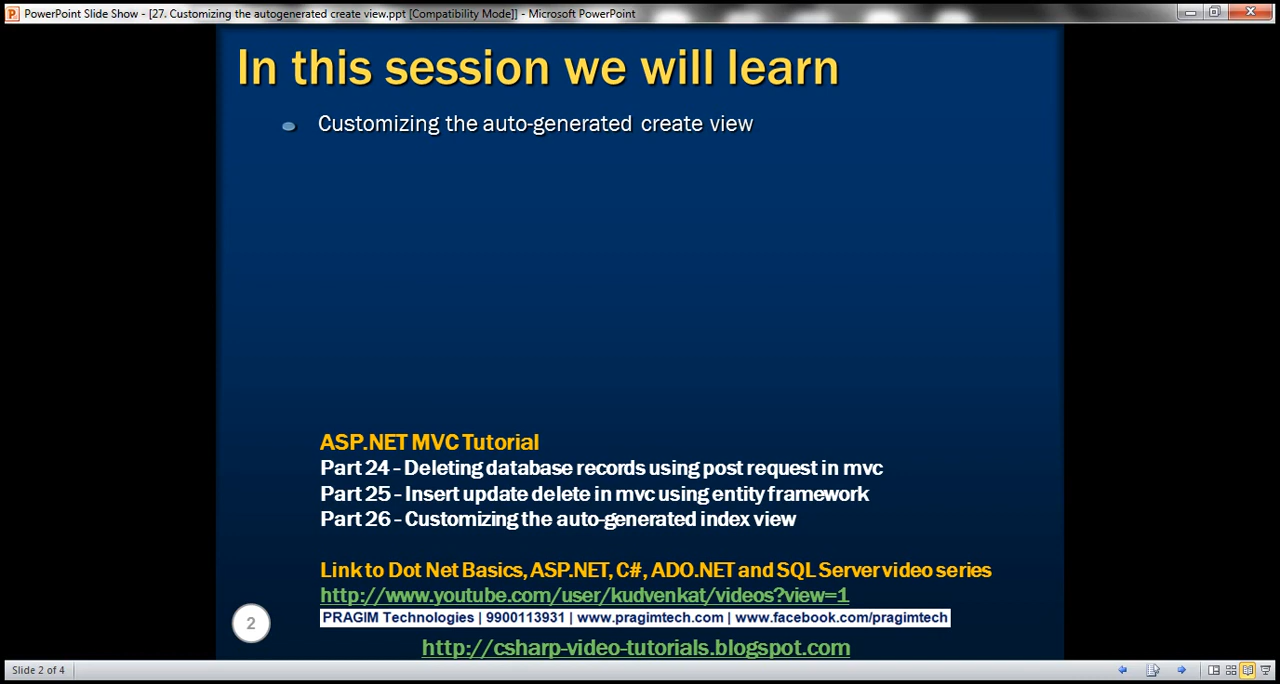 PowerPoint Slide Show - [27. Customizing the autogenerated create view.ppt [Compatibility Mode]] - Microsoft PowerPoint
In this session we will learn
Customizing the auto-generated create view
ASP.NET MVC Tutorial
Part 24 - Deleting database records using post request in mvc
Part 25 - Insert update delete in mvc using entity framework
Part 26 - Customizing the auto-generated index view
Link to Dot Net Basics, ASP.NET, C#, ADO.NET and SQL Server video series
http://www.youtube.com/user/kudvenkat/videos?view=1
2
PRAGIM Technologies | 9900113931 | www.pragimtech.com | www.facebook.com/pragimtech
http://csharp-video-tutorials.blogspot.com
Slide 2 of 4